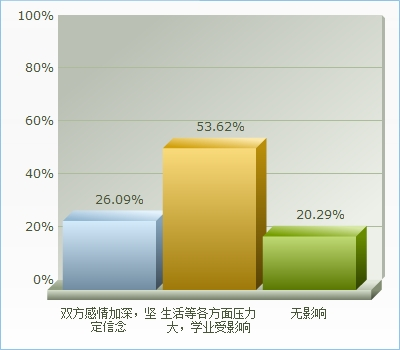 100%
80%
60%
40%
20%
0%
26.09%
53.62%
20.29%
双方感情加深，坚
定信念
生活等各方面压力
大，学业受影响
无影响